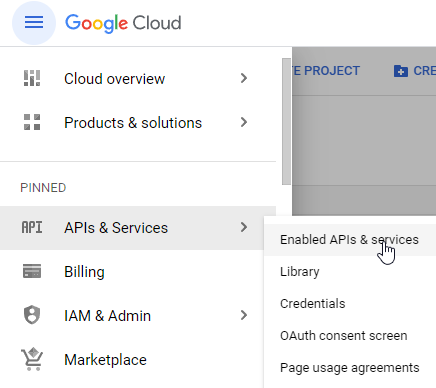 Google Cloud
Cloud overview
TE PROJECT
CRE
Products & solutions
PINNED
API APIs & Services
Enabled APIs & services
Billing
Library
Credentials
IAM & Admin
OAuth consent screen
Marketplace
Page usage agreements